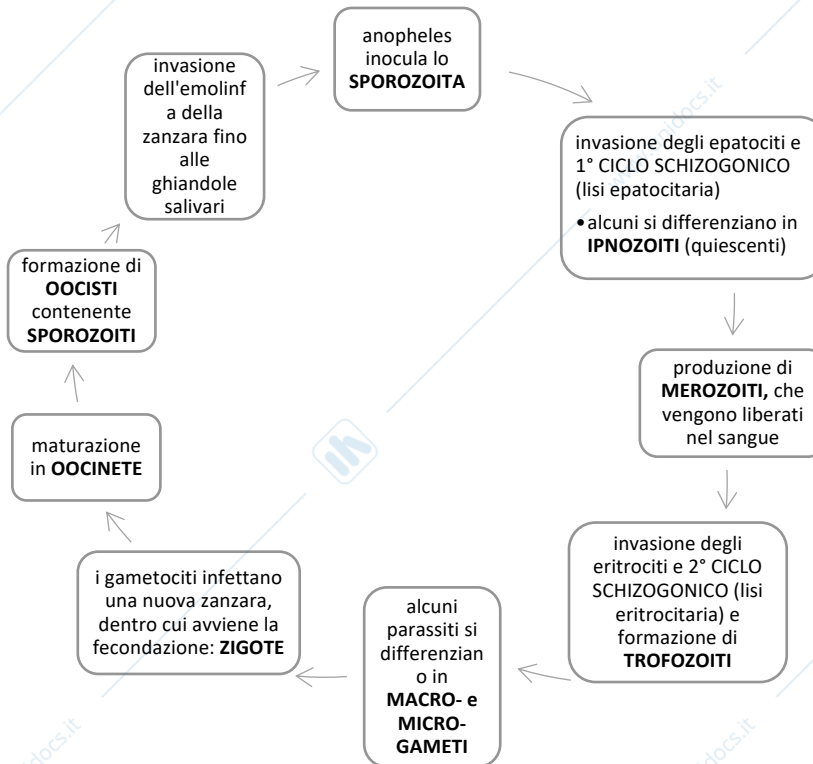 anopheles
inocula lo
SPOROZOITA
invasione degli epatociti e
1° CICLO SCHIZOGONICO
(lisi epatocitaria)
•alcuni si differenziano in
IPNOZOITI (quiescenti)
produzione di
MEROZOITI, che
vengono liberati
nel sangue
invasione degli
eritrociti e 2° CICLO
SCHIZOGONICO (lisi
eritrocitaria) e
formazione di
TROFOZOITI
alcuni
parassiti si
differenzian
o in
MACRO- e
MICRO-
GAMETI
i gametociti infettano
una nuova zanzara,
dentro cui avviene la
fecondazione: ZIGOTE
maturazione
in OOCINETE
formazione di
OOCISTI
contenente
SPOROZOITI
invasione
dell'emolinf
a della
zanzara fino
alle
ghiandole
salivari